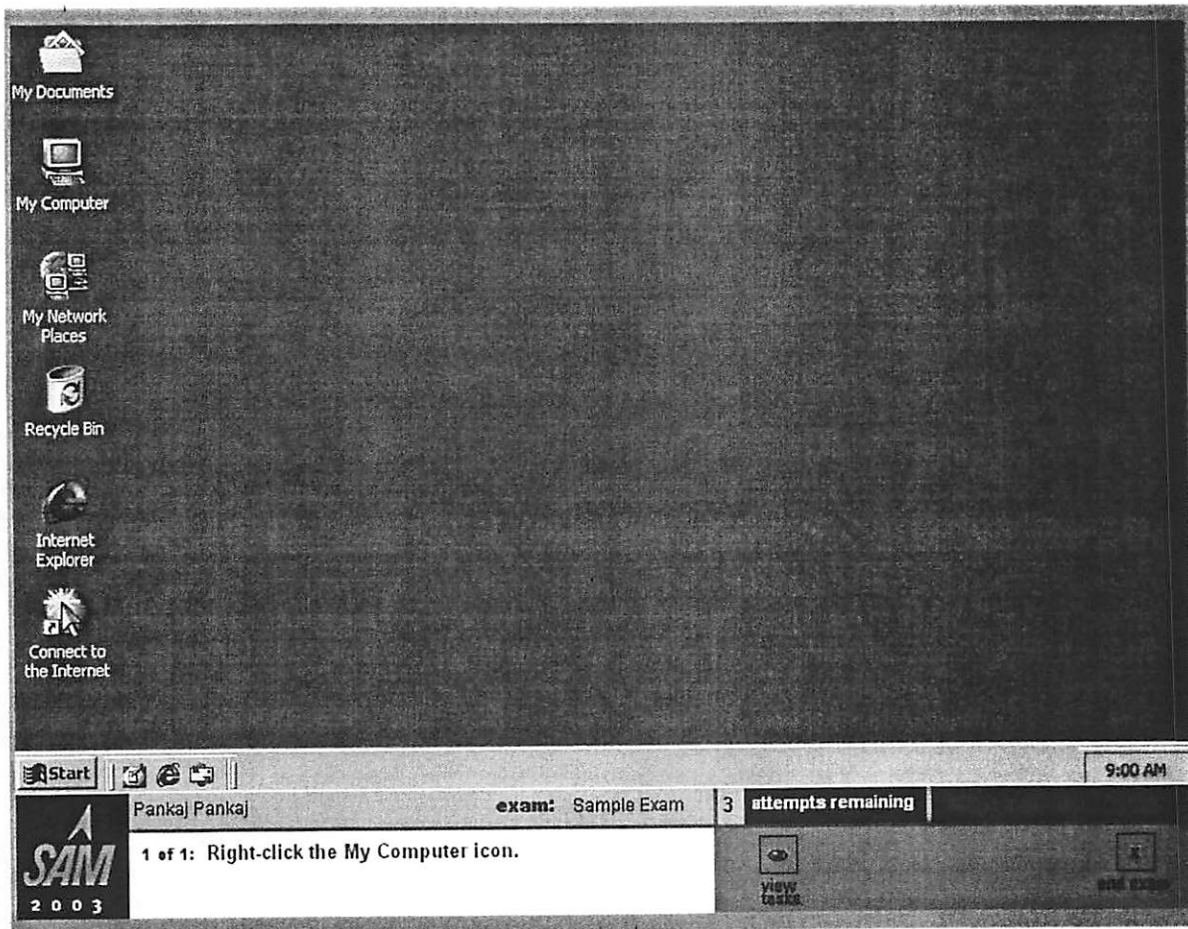 My Documents
My Computer
My Network
Places
Recycle Bin
Internet
Explorer
Connect to
the Internet
Start
9:00 AM
Pankaj Pankaj
exam: Sample Exam
3 attempts remaining
SAM
2003
1 of 1: Right-click the My Computer icon.
view
tasks
x
end exam